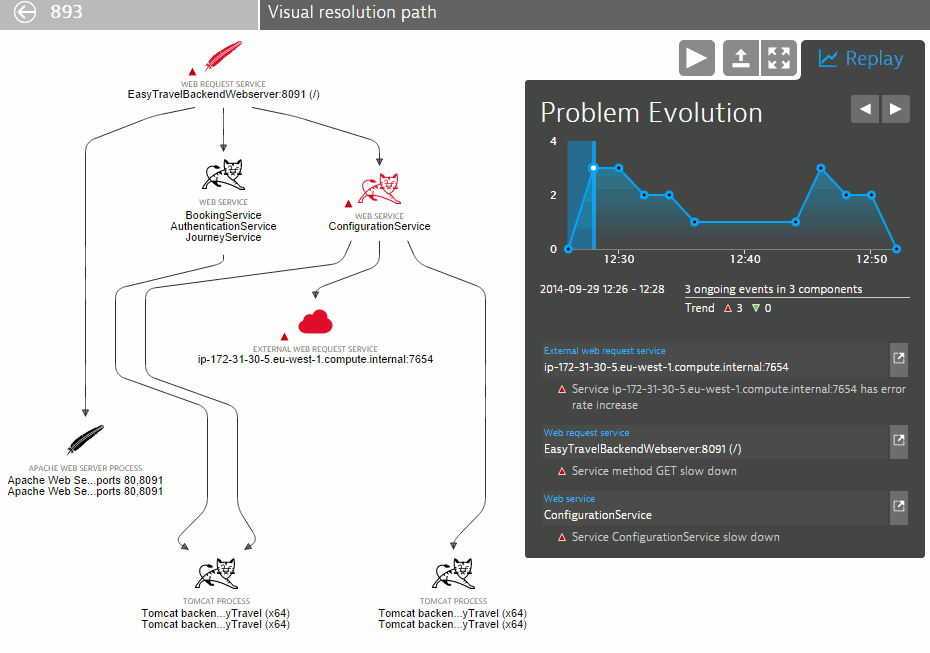 893
Visual resolution path
WEB REQUEST SERVICE
EasyTravelBackendWebserver:8091 (/)
WEB SERVICE
BookingService
AuthenticationService
JourneyService
WEB SERVICE
ConfigurationService
EXTERNAL WEB REQUEST SERVICE
ip-172-31-30-5.eu-west-1.compute.internal:7654
APACHE WEB SERVER PROCESS
Apache Web Se...ports 80,8091
Apache Web Se...ports 80,8091
TOMCAT PROCESS
Tomcat backen...yTravel (x64)
Tomcat backen...yTravel (x64)
TOMCAT PROCESS
Tomcat backen...yTravel (x64)
Tomcat backen...yTravel (x64)
Replay
Problem Evolution
4
2
0
12:30 12:40 12:50
2014-09-29 12:26 - 12:28
3 ongoing events in 3 components
Trend 3 0
External web request service
ip-172-31-30-5.eu-west-1.compute.internal:7654
Service ip-172-31-30-5.eu-west-1.compute.internal:7654 has error
rate increase
Web request service
EasyTravelBackendWebserver:8091 (/)
Service method GET slow down
Web service
ConfigurationService
Service ConfigurationService slow down